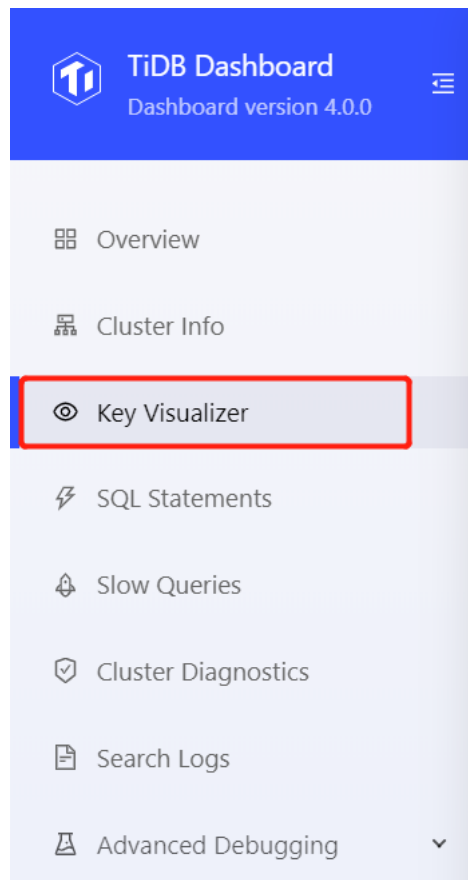 TiDB Dashboard
Dashboard version 4.0.0
Overview
Cluster Info
Key Visualizer
SQL Statements
Slow Queries
Cluster Diagnostics
Search Logs
Advanced Debugging